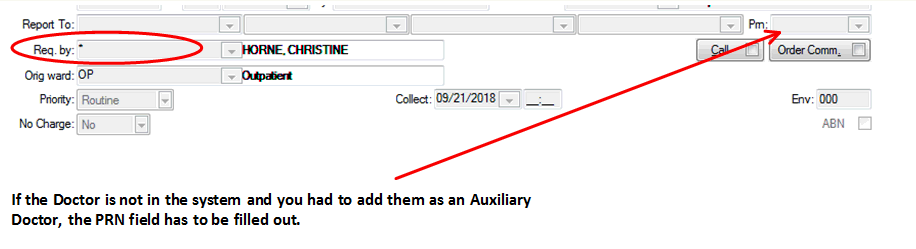 Report To: Prn:
Req. by: * HORNE, CHRISTINE Call Order Comm.
Orig ward: OP Outpatient
Priority: Routine Collect: 09/21/2018 __:__ Env: 000
No Charge: No ABN
If the Doctor is not in the system and you had to add them as an Auxiliary
Doctor, the PRN field has to be filled out.